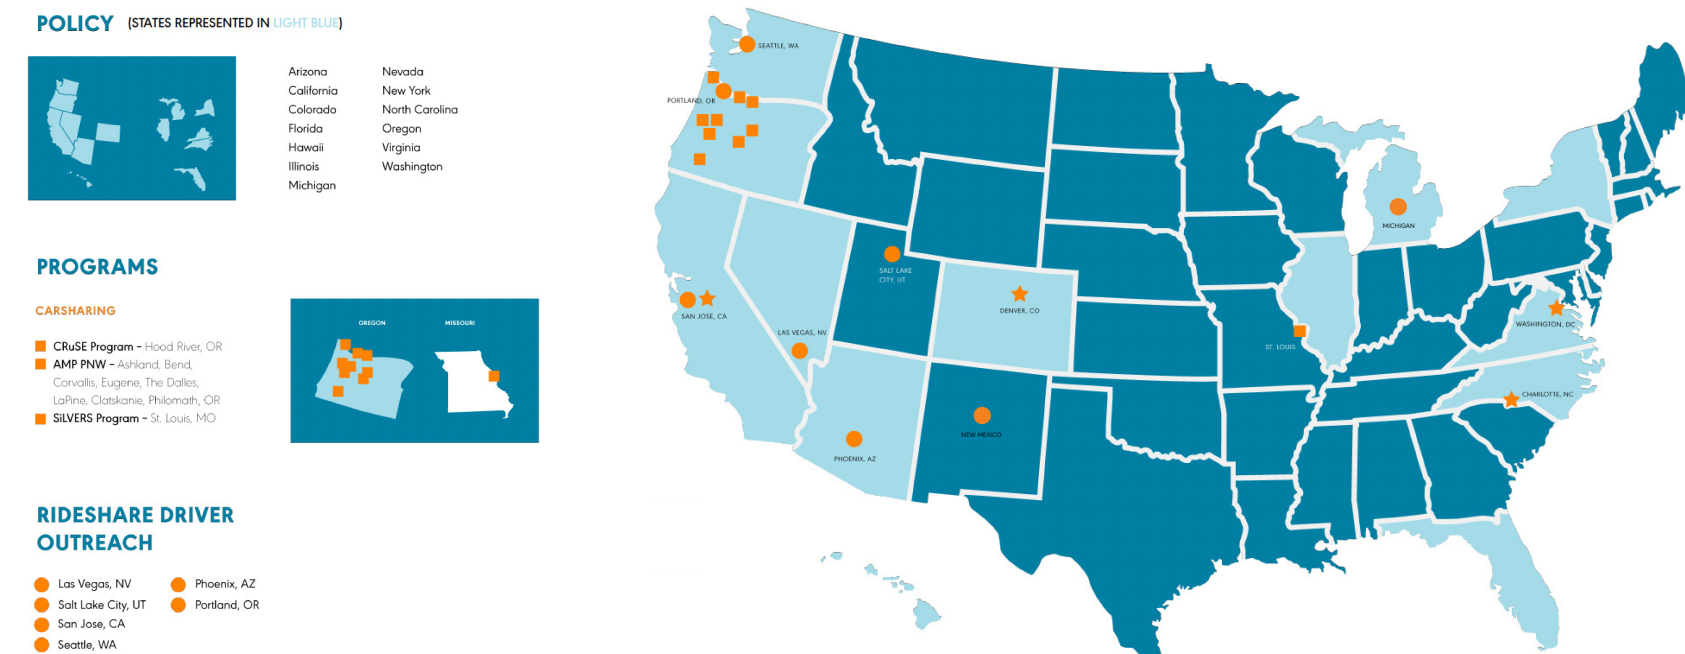 POLICY (STATES REPRESENTED IN LIGHT BLUE)
Arizona
California
Colorado
Florida
Hawaii
Illinois
Michigan
Nevada
New York
North Carolina
Oregon
Virginia
Washington
PROGRAMS
CARSHARING
CRuSE Program – Hood River, OR
AMP PNW – Ashland, Bend,
Corvallis, Eugene, The Dalles,
LaPine, Clatskanie, Philomath, OR
SiLVERS Program – St. Louis, MO
OREGON
MISSOURI
RIDESHARE DRIVER
OUTREACH
Las Vegas, NV
Salt Lake City, UT
San Jose, CA
Seattle, WA
Phoenix, AZ
Portland, OR
SEATTLE, WA
PORTLAND, OR
MICHIGAN
SALT LAKE
CITY, UT
SAN JOSE, CA
DENVER, CO
LAS VEGAS, NV
WASHINGTON, DC
ST. LOUIS
CHARLOTTE, NC
NEW MEXICO
PHOENIX, AZ